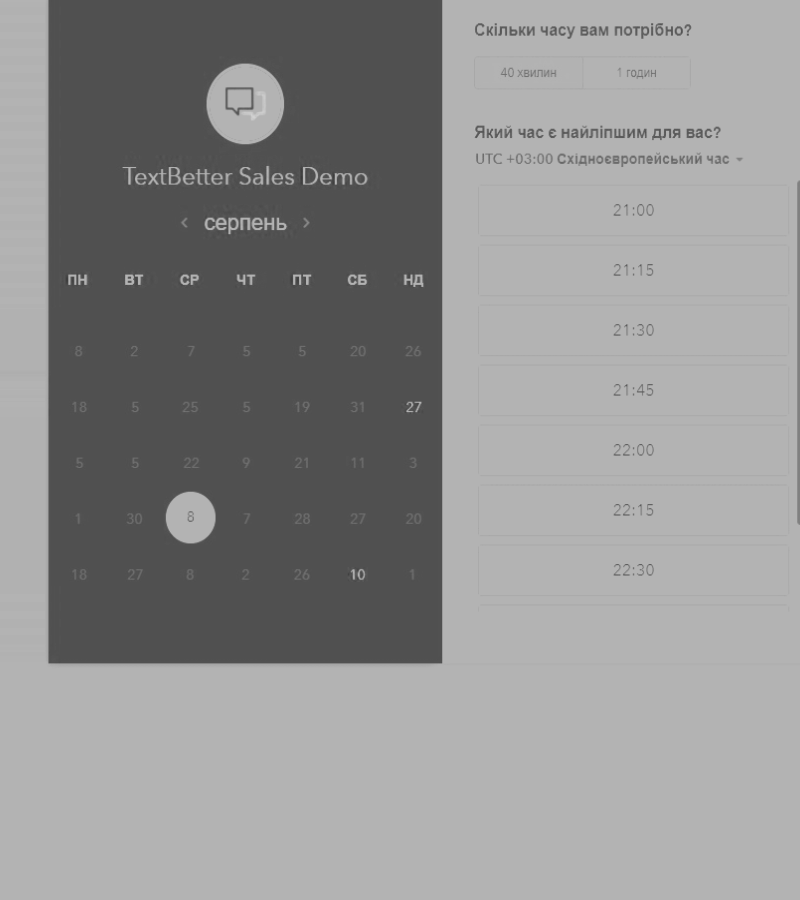 TextBetter Sales Demo
серпень
ПН ВТ СР ЧТ ПТ СБ НД
8 2 7 5 5 20 26
18 5 25 5 19 31 27
5 5 22 9 21 11 3
1 30 8 7 28 27 20
18 27 8 2 26 10 1
Скільки часу вам потрібно?
40 хвилин 1 годин
Який час є найліпшим для вас?
UTC +03:00 Східноєвропейський час
21:00
21:15
21:30
21:45
22:00
22:15
22:30